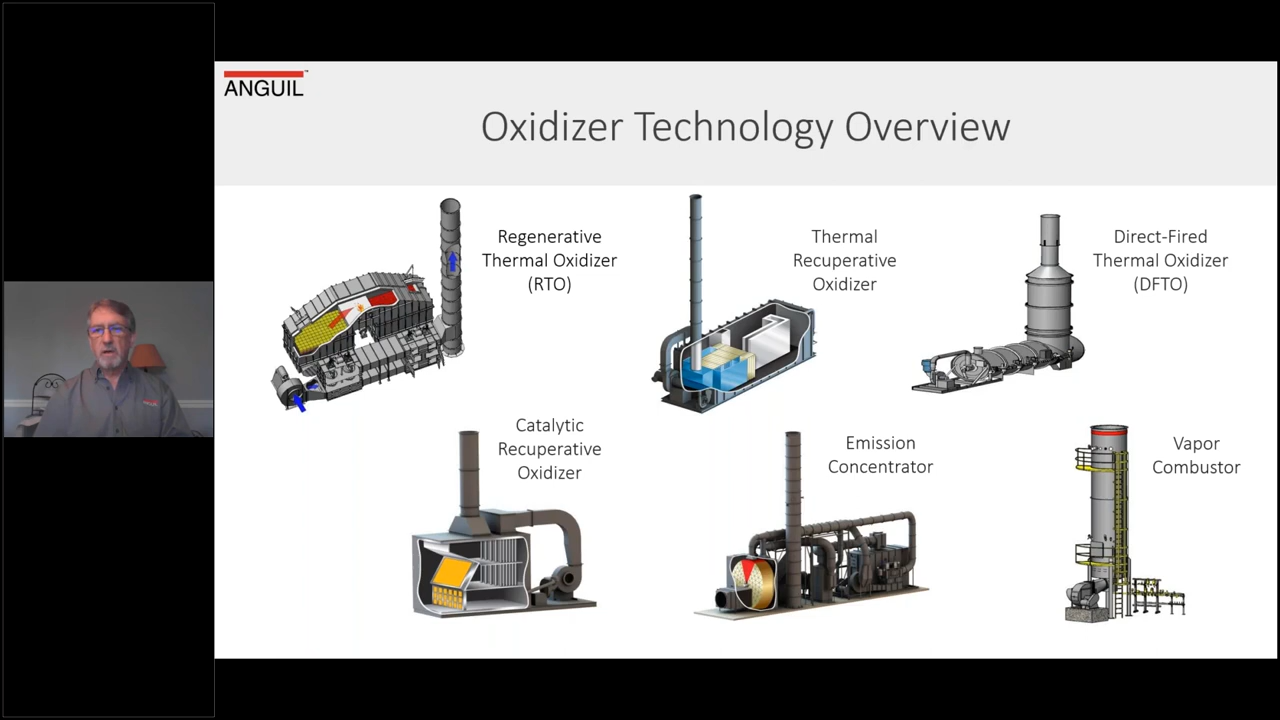 ANGUIL
Oxidizer Technology Overview
Regenerative
Thermal Oxidizer
(RTO)
Thermal
Recuperative
Oxidizer
Direct-Fired
Thermal Oxidizer
(DFTO)
Catalytic
Recuperative
Oxidizer
Emission
Concentrator
Vapor
Combustor